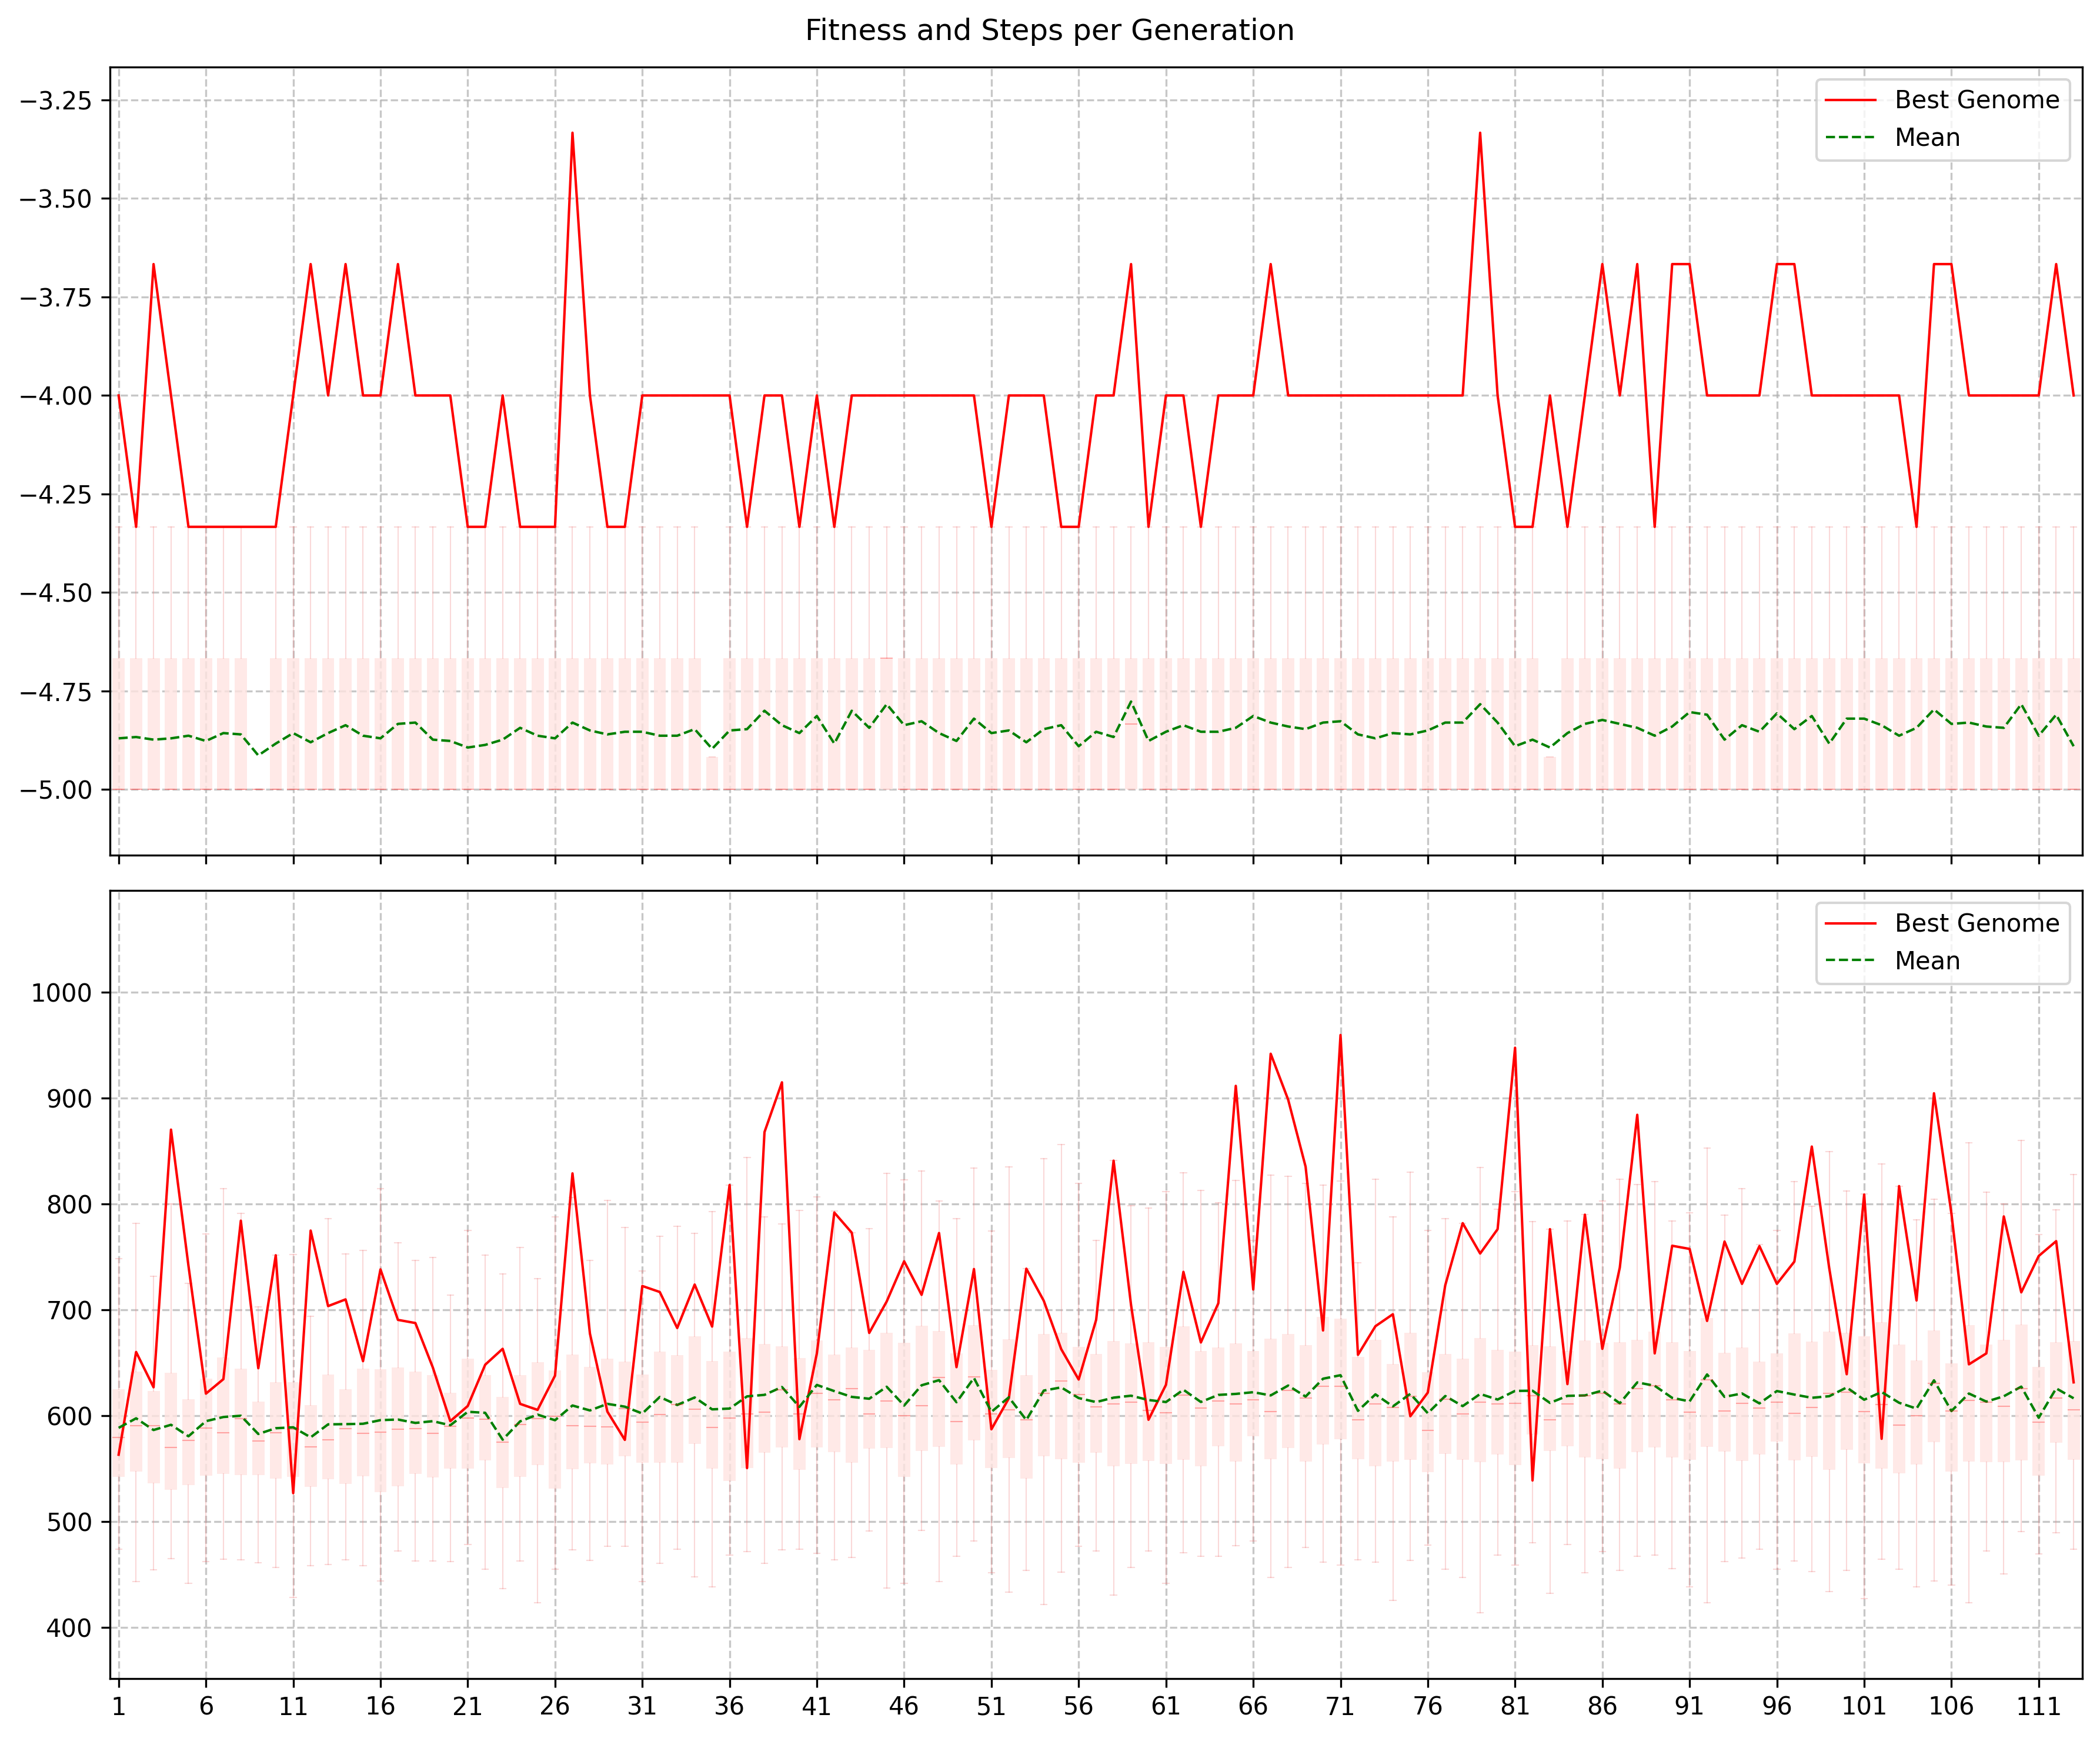 Fitness and Steps per Generation
−3.25
−3.50
−3.75
−4.00
−4.25
−4.50
−4.75
−5.00
Best Genome
Mean
1000
900
800
700
600
500
400
Best Genome
Mean
1 6 11 16 21 26 31 36 41 46 51 56 61 66 71 76 81 86 91 96 101 106 111